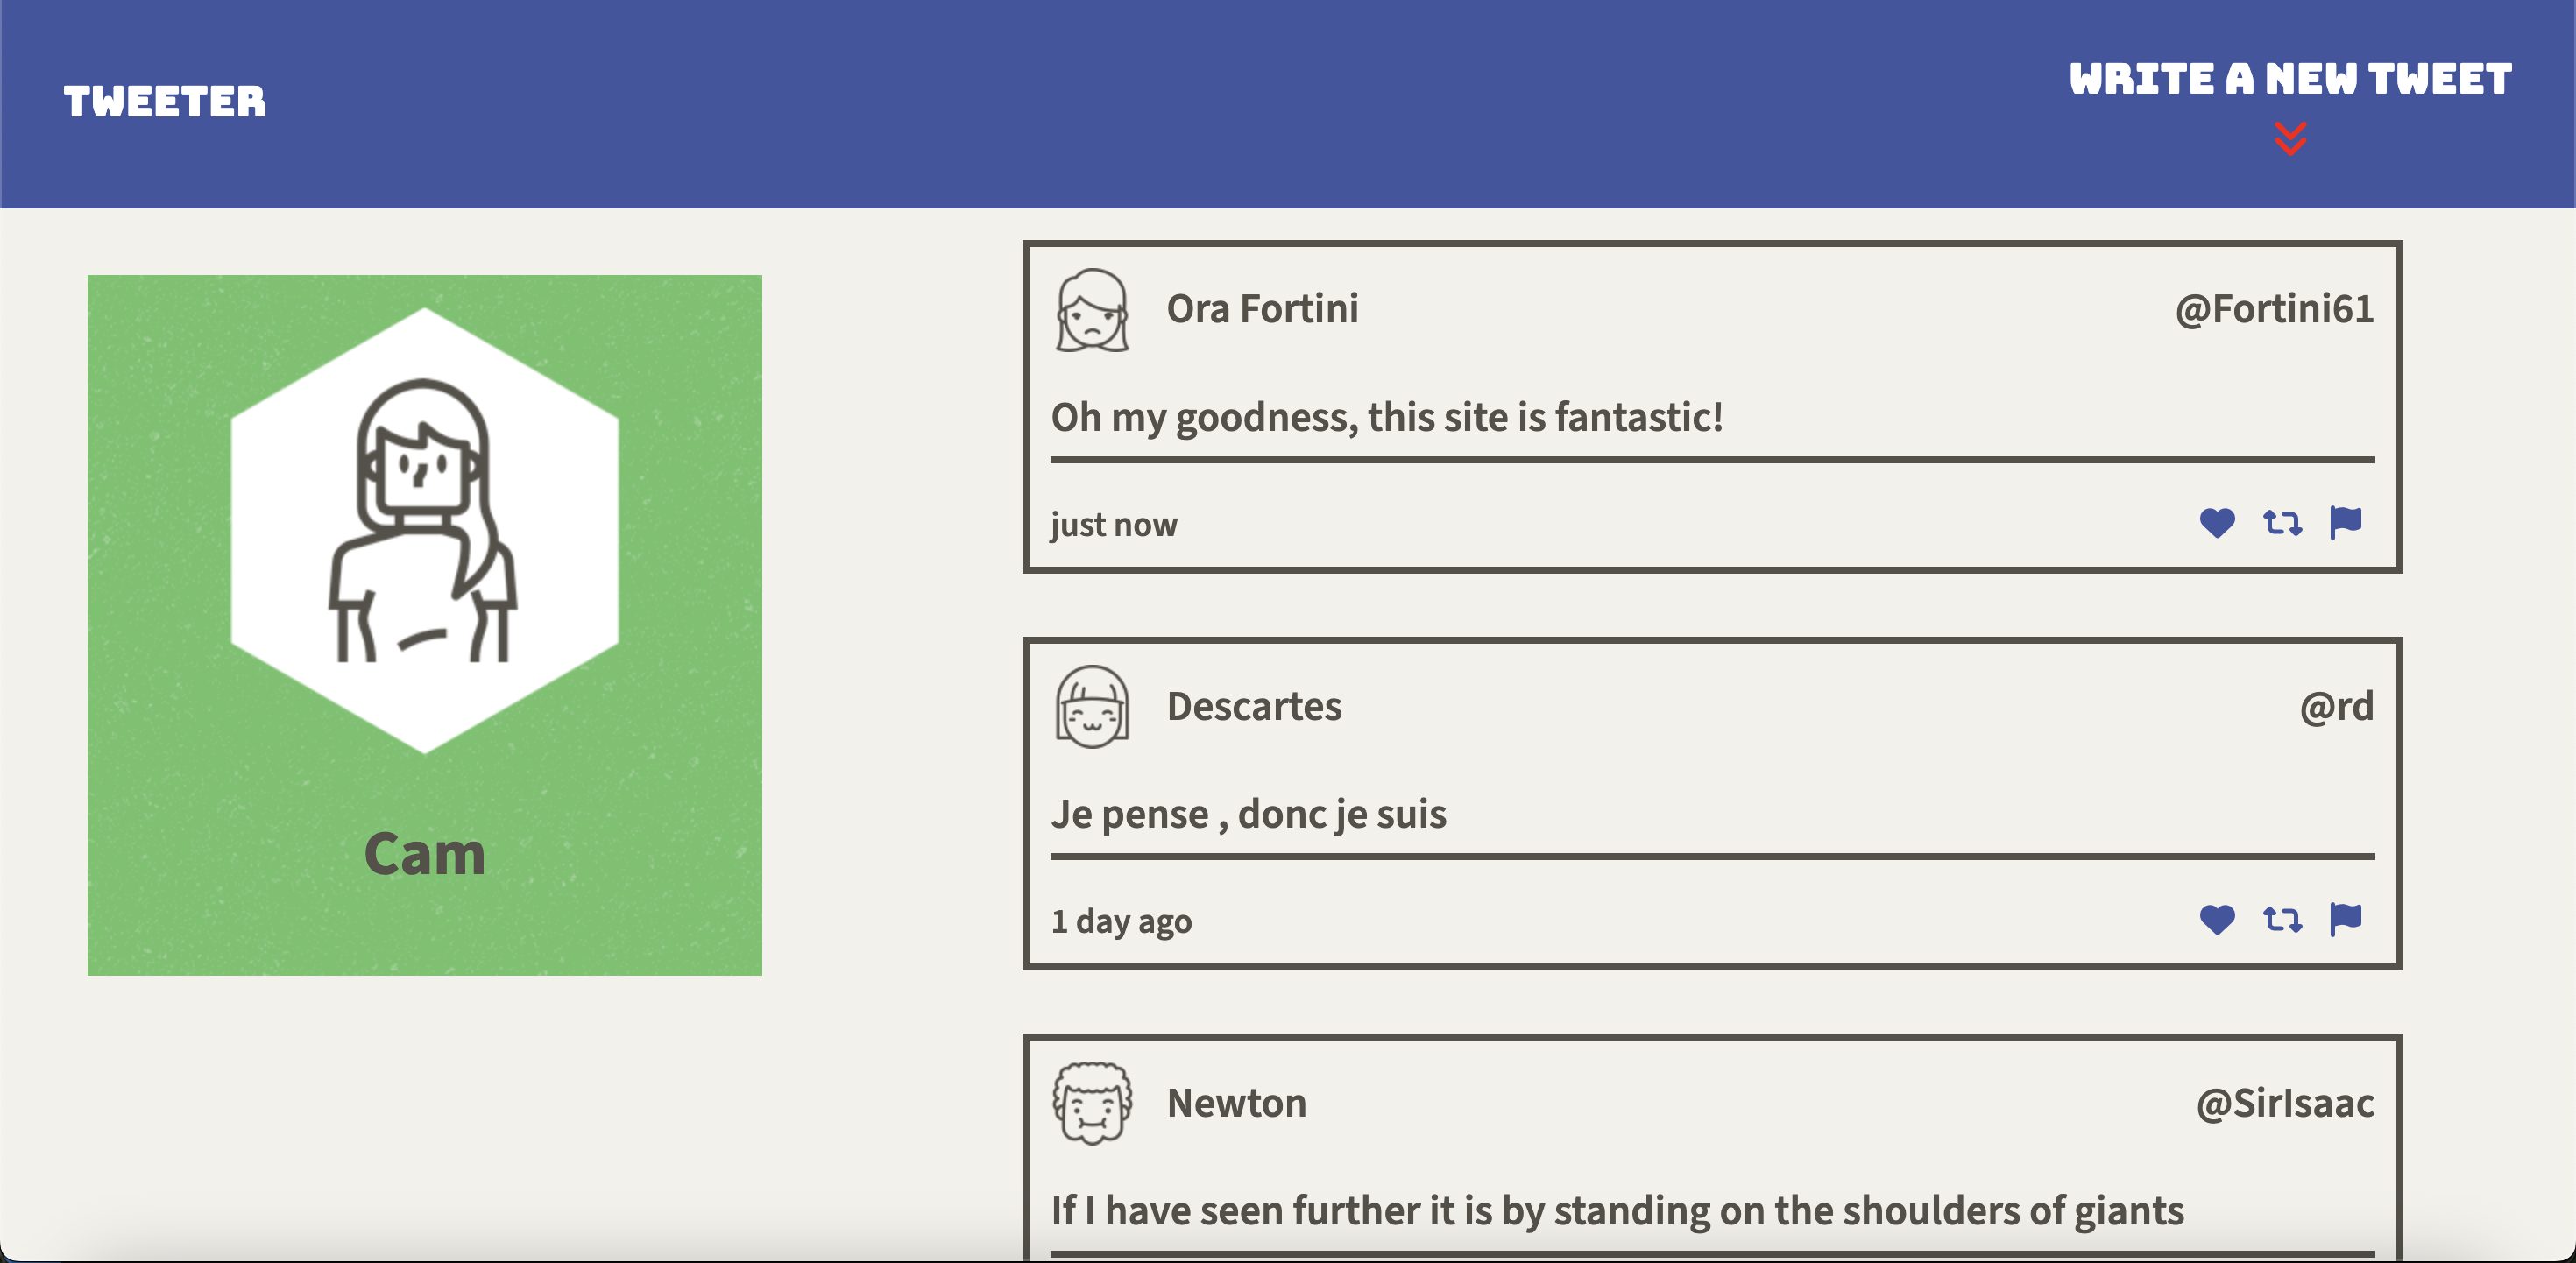 TWEETER
WRITE A NEW TWEET
Cam
Ora Fortini
@Fortini61
Oh my goodness, this site is fantastic!
just now
Descartes
@rd
Je pense , donc je suis
1 day ago
Newton
@SirIsaac
If I have seen further it is by standing on the shoulders of giants